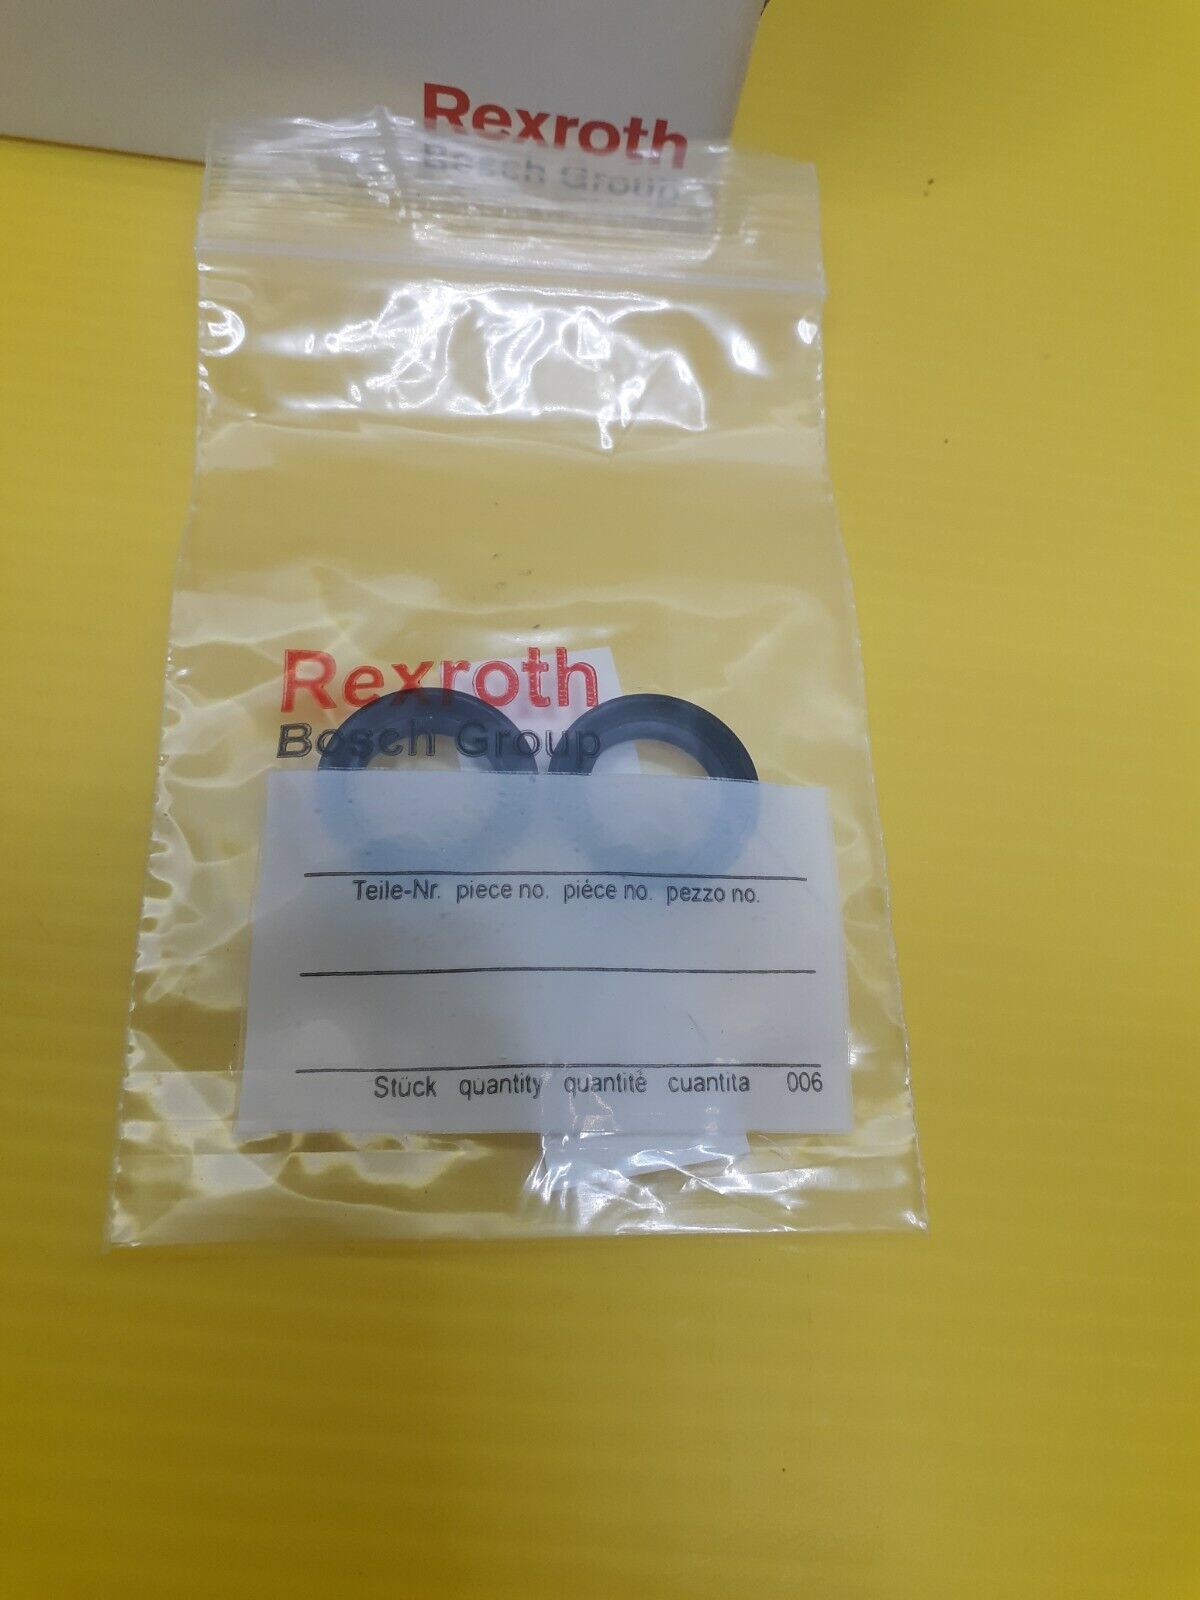 Rexroth
Bosch Group
Rexroth
Bosch Group
Teile-Nr. piece no. piéce no. pezzo no.
Stück quantity quantité cuantita 006